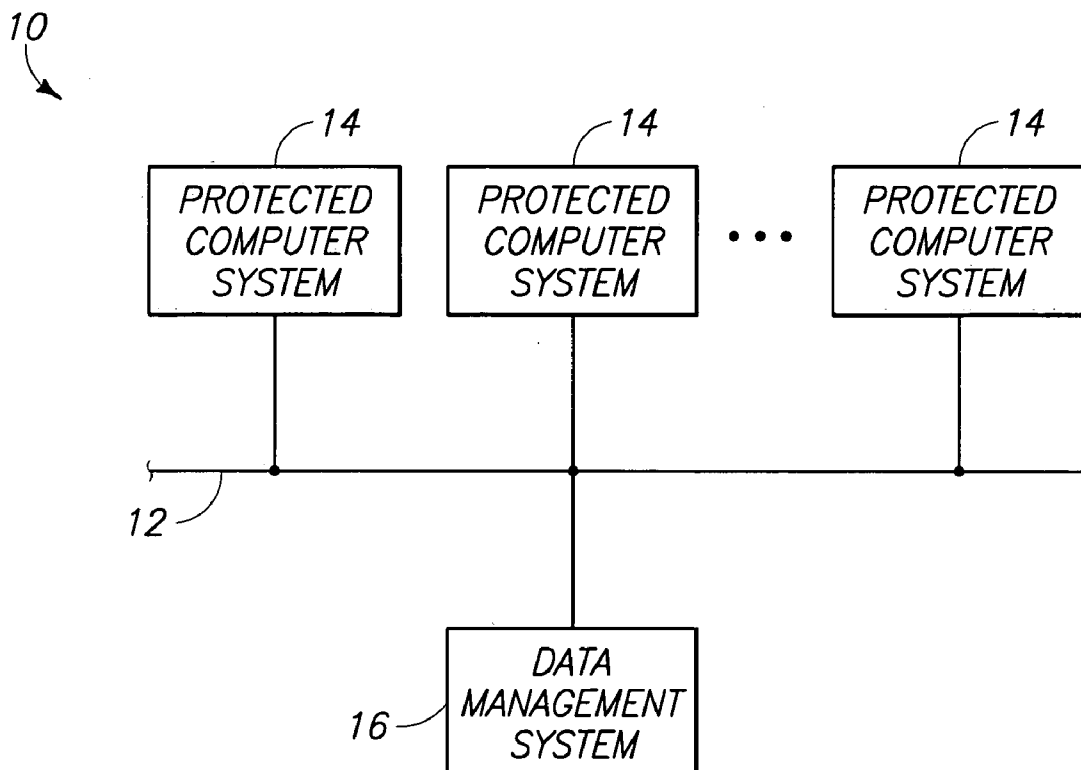 10
14 14 14
PROTECTED COMPUTER SYSTEM
PROTECTED COMPUTER SYSTEM
• • •
PROTECTED COMPUTER SYSTEM
12
16
DATA
MANAGEMENT
SYSTEM